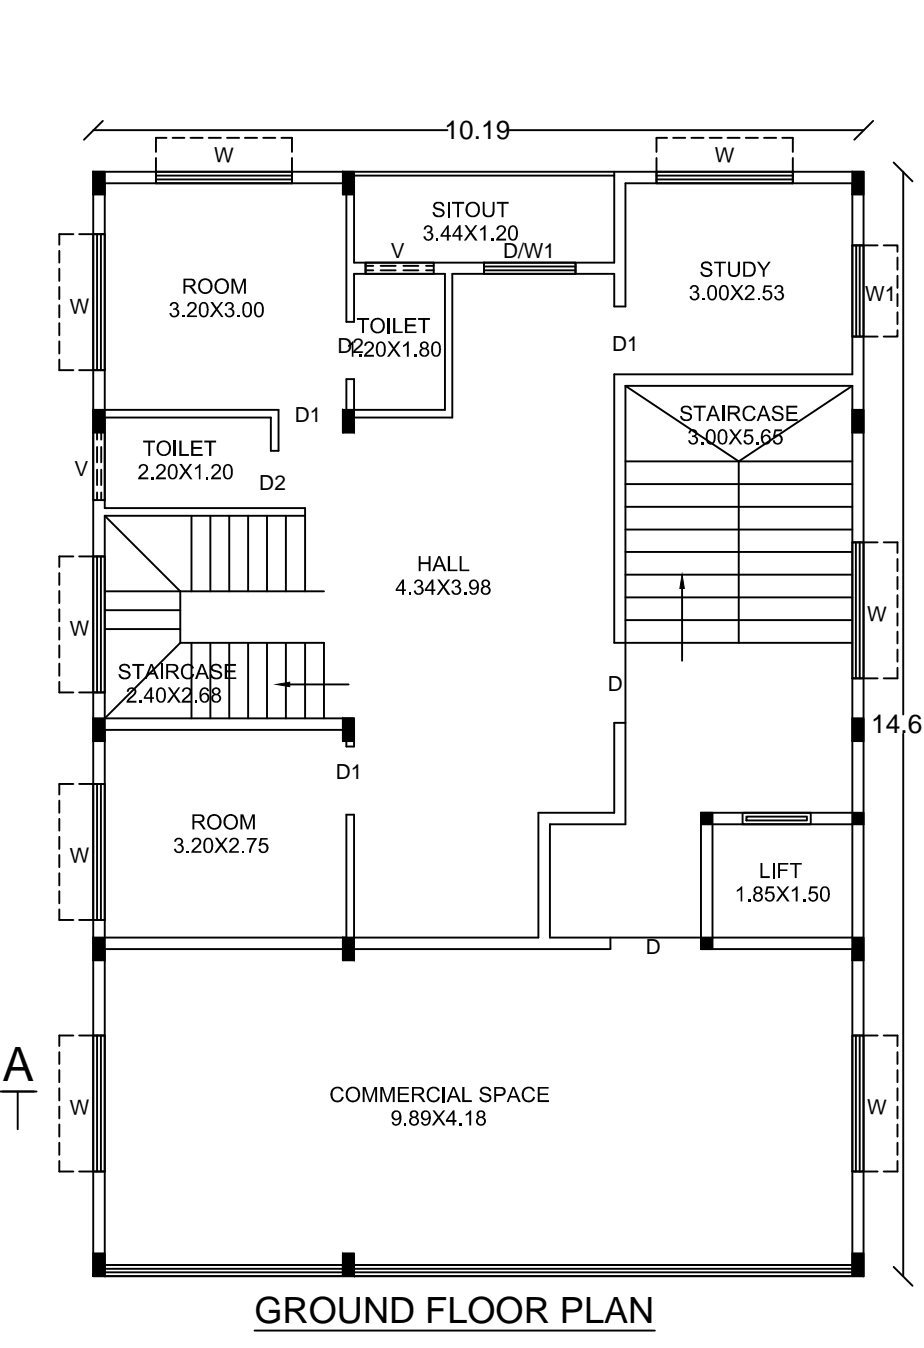 10.19
W
W
SITOUT
3.44X1.20
V
D/W1
STUDY
3.00X2.53
ROOM
3.20X3.00
W
W1
TOILET
1.20X1.80
D2
D1
D1
STAIRCASE
3.00X5.65
TOILET
2.20X1.20
V
D2
HALL
4.34X3.98
W
W
STAIRCASE
2.40X2.68
D
14.6
D1
ROOM
3.20X2.75
W
LIFT
1.85X1.50
D
A
COMMERCIAL SPACE
9.89X4.18
W
W
GROUND FLOOR PLAN